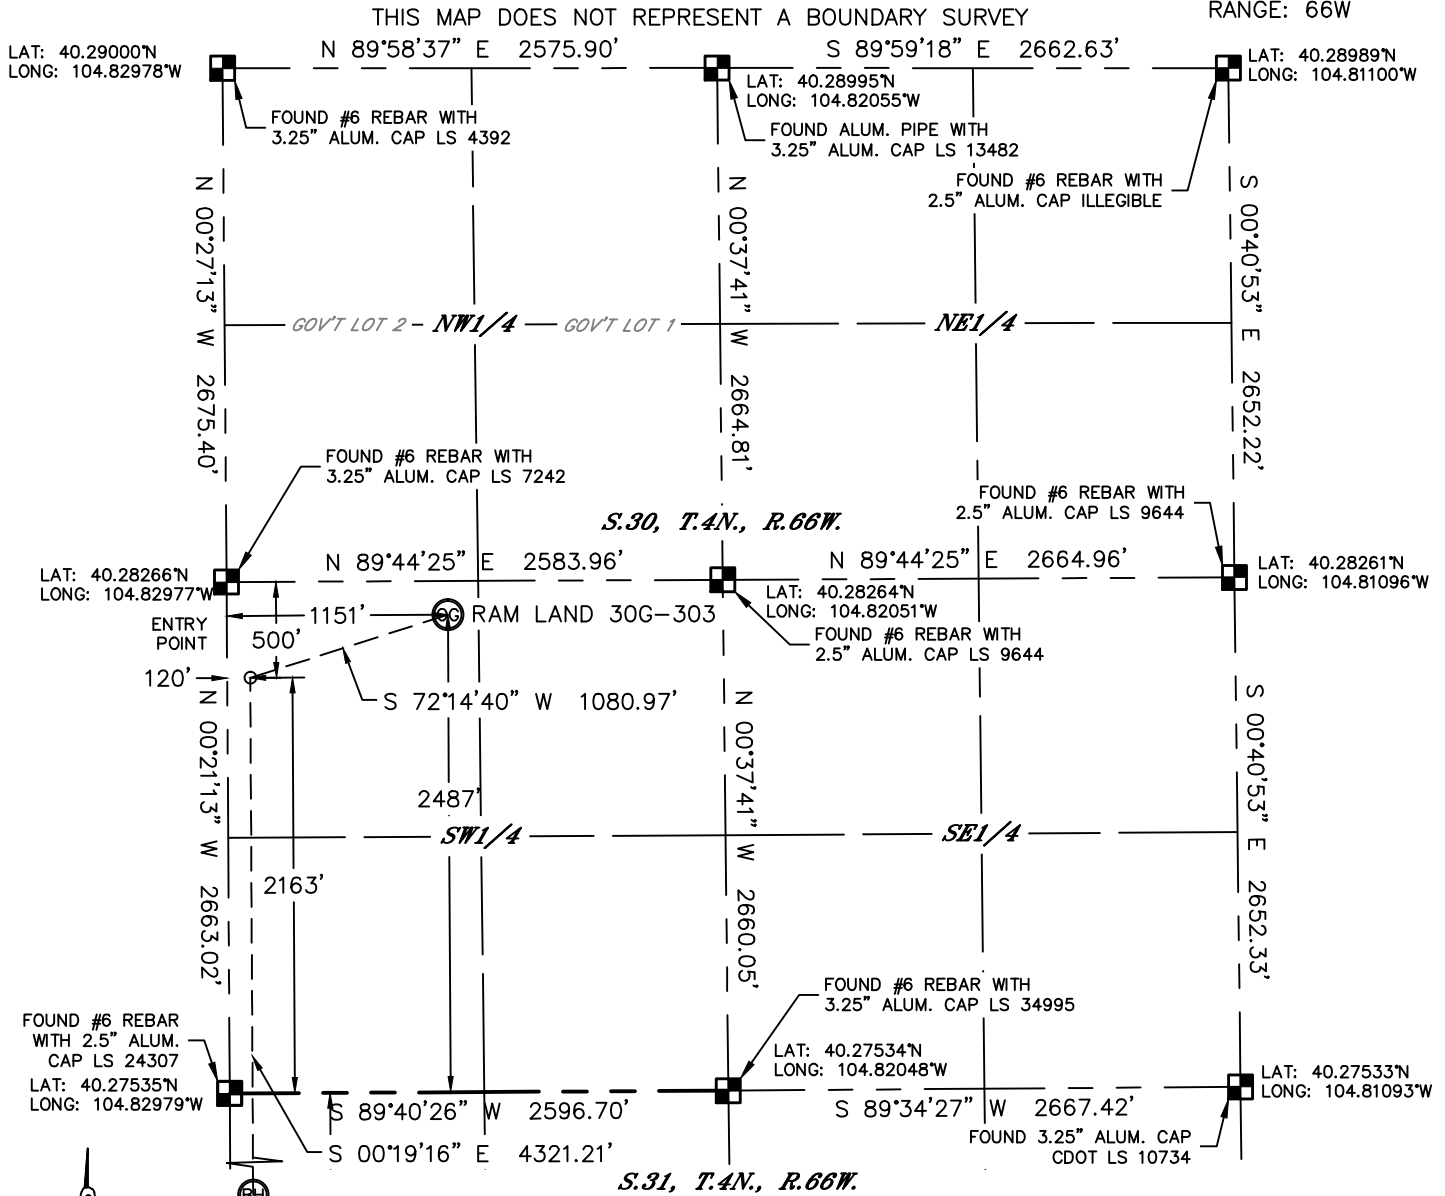 THIS MAP DOES NOT REPRESENT A BOUNDARY SURVEY
RANGE: 66W
LAT: 40.29000°N
LONG: 104.82978°W
N 89°58'37" E 2575.90'
S 89°59'18" E 2662.63'
LAT: 40.28989°N
LONG: 104.81100°W
LAT: 40.28995°N
LONG: 104.82055°W
FOUND #6 REBAR WITH
3.25" ALUM. CAP LS 4392
FOUND ALUM. PIPE WITH
3.25" ALUM. CAP LS 13482
FOUND #6 REBAR WITH
2.5" ALUM. CAP ILLEGIBLE
N 00°27'13" W 2675.40'
N 00°37'41" W 2664.81'
S 00°40'53" E 2652.22'
GOV'T LOT 2
NW1/4
GOV'T LOT 1
NE1/4
FOUND #6 REBAR WITH
3.25" ALUM. CAP LS 7242
FOUND #6 REBAR WITH
2.5" ALUM. CAP LS 9644
S.30, T.4N., R.66W.
N 89°44'25" E 2583.96'
N 89°44'25" E 2664.96'
LAT: 40.28266°N
LONG: 104.82977°W
LAT: 40.28264°N
LONG: 104.82051°W
LAT: 40.28261°N
LONG: 104.81096°W
1151'
OG RAM LAND 30G-303
ENTRY
POINT
500'
FOUND #6 REBAR WITH
2.5" ALUM. CAP LS 9644
120'
S 72°14'40" W 1080.97'
N 00°21'13" W 2663.02'
N 00°37'41" W 2660.05'
S 00°40'53" E 2652.33'
2487'
SW1/4
SE1/4
2163'
FOUND #6 REBAR WITH
3.25" ALUM. CAP LS 34995
FOUND #6 REBAR
WITH 2.5" ALUM.
CAP LS 24307
LAT: 40.27535°N
LONG: 104.82979°W
LAT: 40.27534°N
LONG: 104.82048°W
LAT: 40.27533°N
LONG: 104.81093°W
S 89°40'26" W 2596.70'
S 89°34'27" W 2667.42'
FOUND 3.25" ALUM. CAP
CDOT LS 10734
S 00°19'16" E 4321.21'
S.31, T.4N., R.66W.
BH